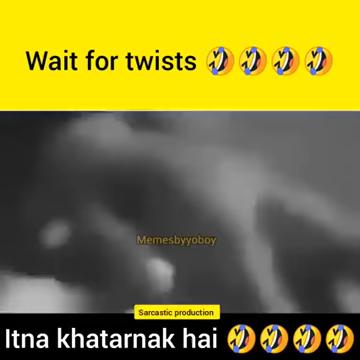 Wait for twists 🤣🤣🤣🤣
Memesbyyoboy
Sarcastic production
Itna khatarnak hai 🤣🤣🤣🤣